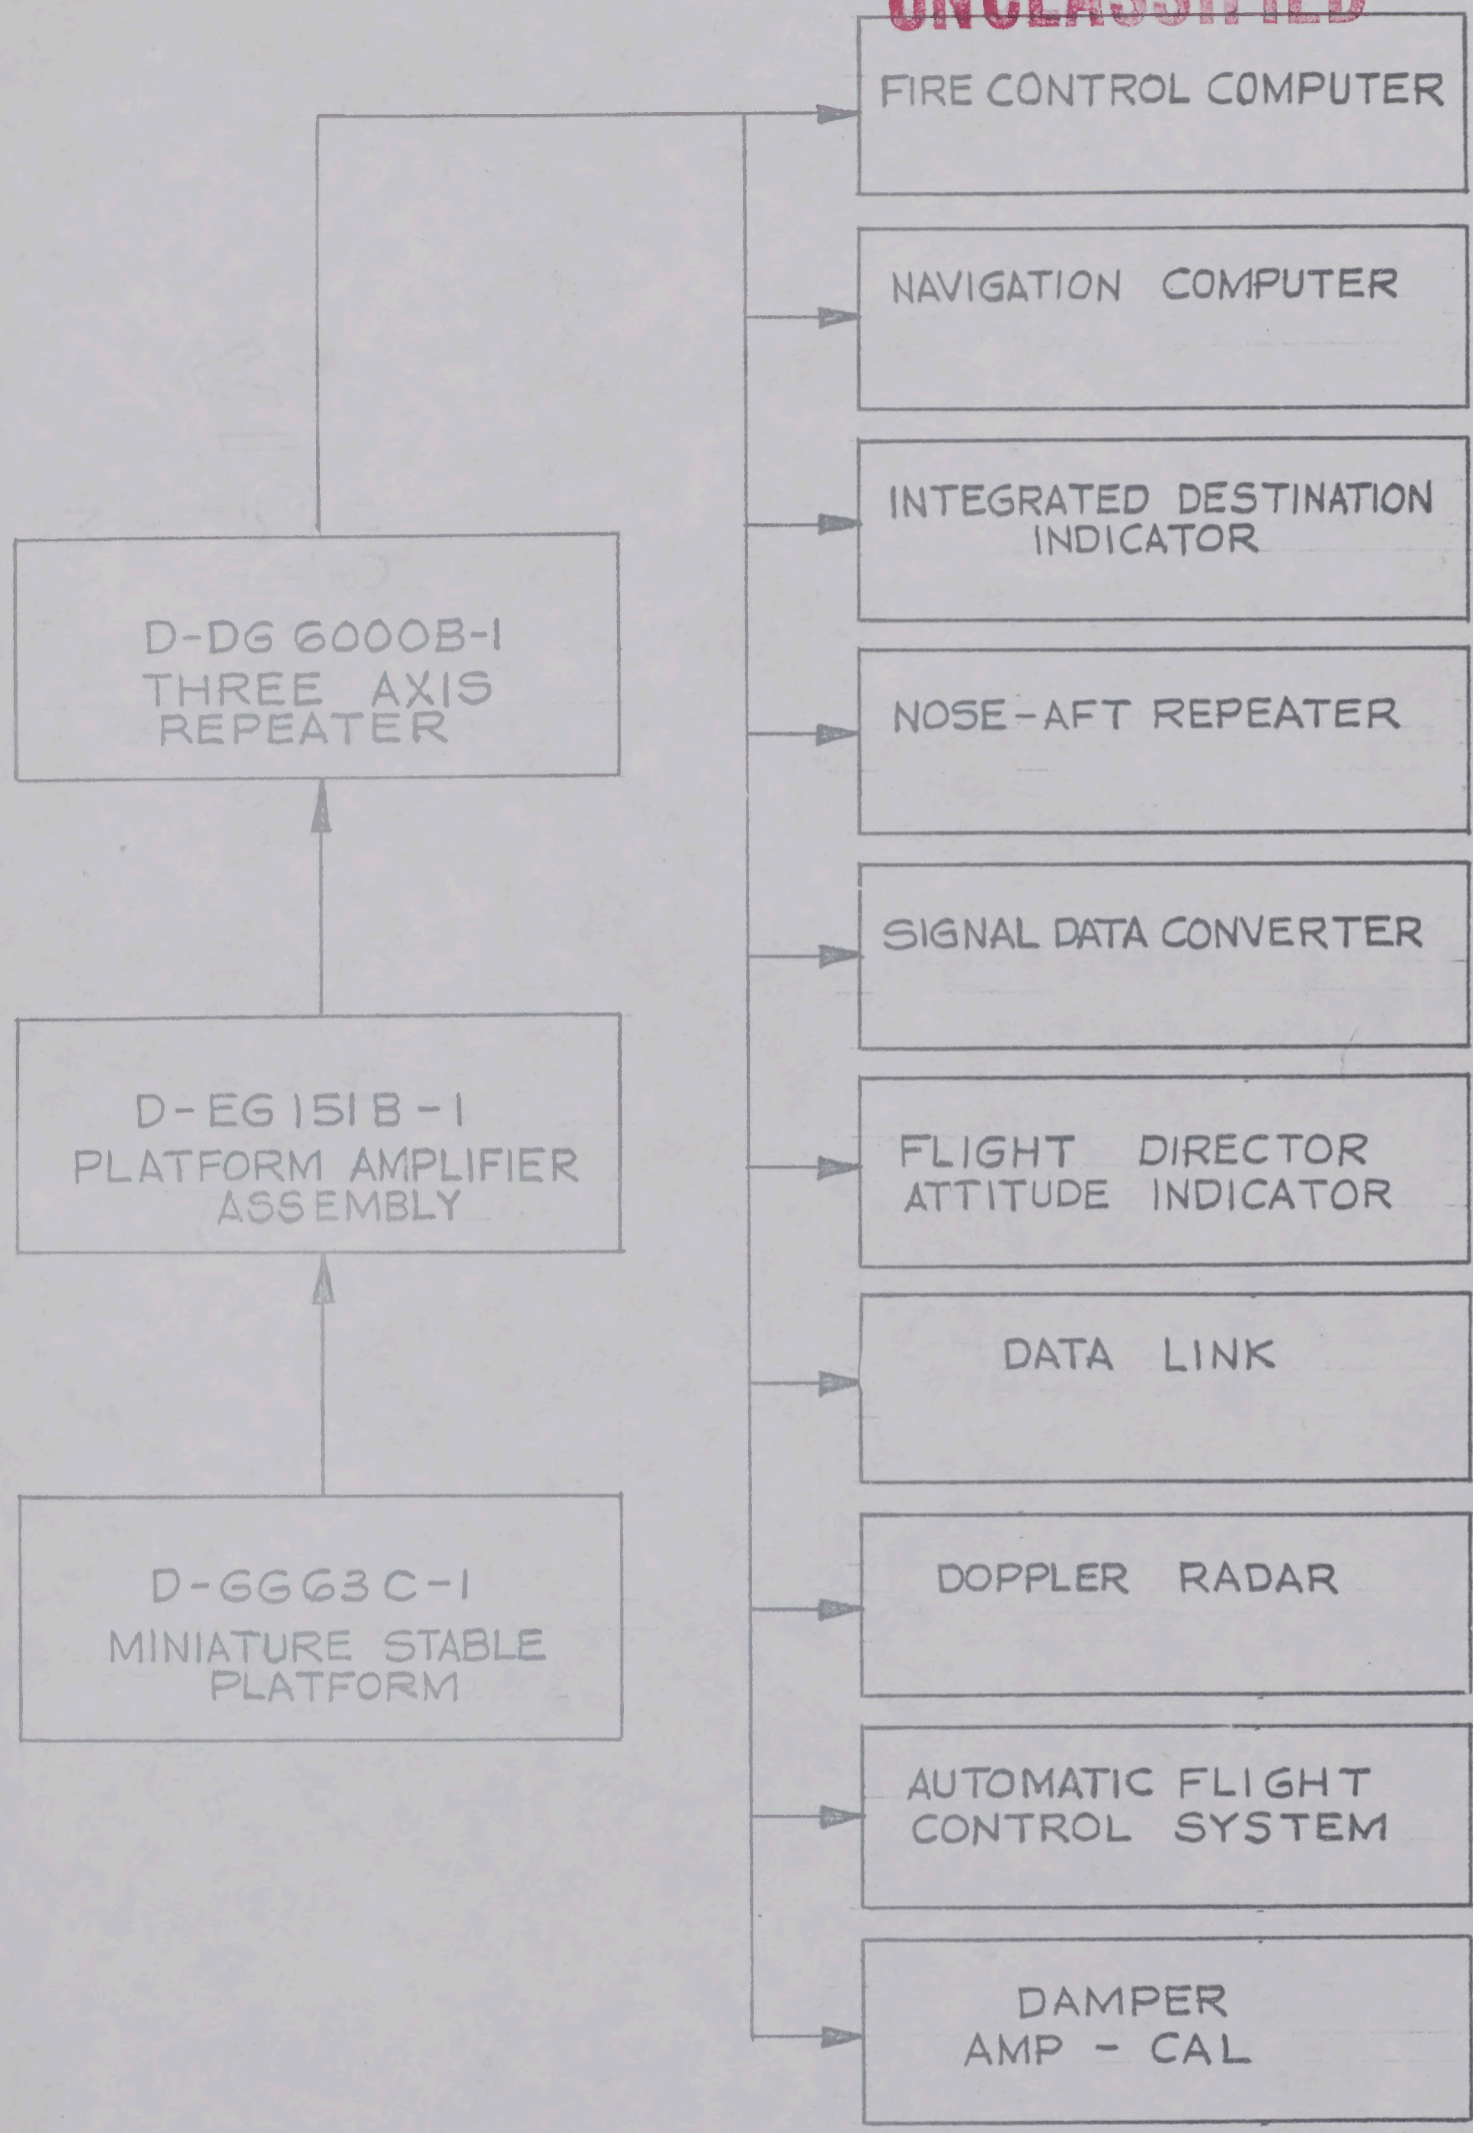 UNCLASSIFIED
FIRE CONTROL COMPUTER
NAVIGATION COMPUTER
INTEGRATED DESTINATION
INDICATOR
D-DG 6000B-1
THREE AXIS
REPEATER
NOSE-AFT REPEATER
SIGNAL DATA CONVERTER
D-EG151B-1
PLATFORM AMPLIFIER
ASSEMBLY
FLIGHT DIRECTOR
ATTITUDE INDICATOR
DATA LINK
D-GG63C-1
MINIATURE STABLE
PLATFORM
DOPPLER RADAR
AUTOMATIC FLIGHT
CONTROL SYSTEM
DAMPER
AMP - CAL